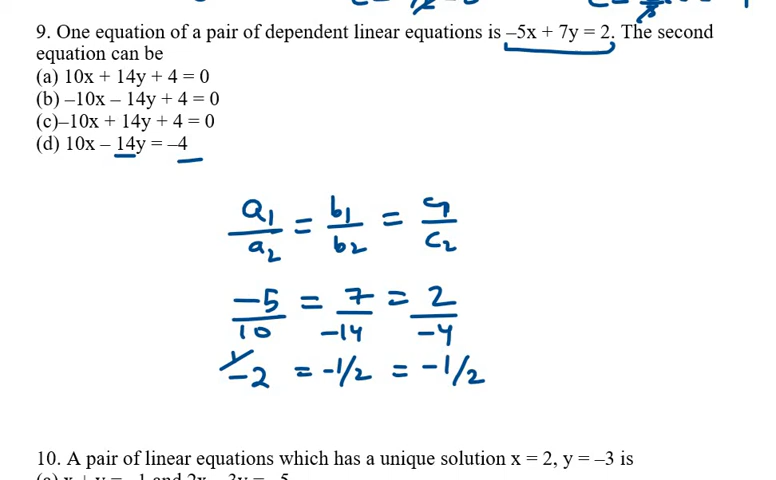 9. One equation of a pair of dependent linear equations is –5x + 7y = 2. The second
equation can be
(a) 10x + 14y + 4 = 0
(b) –10x – 14y + 4 = 0
(c)–10x + 14y + 4 = 0
(d) 10x – 14y = –4
a₁/a₂ = b₁/b₂ = c₁/c₂
-5/10 = 7/-14 = 2/-4
1/-2 = -1/2 = -1/2
10. A pair of linear equations which has a unique solution x = 2, y = –3 is